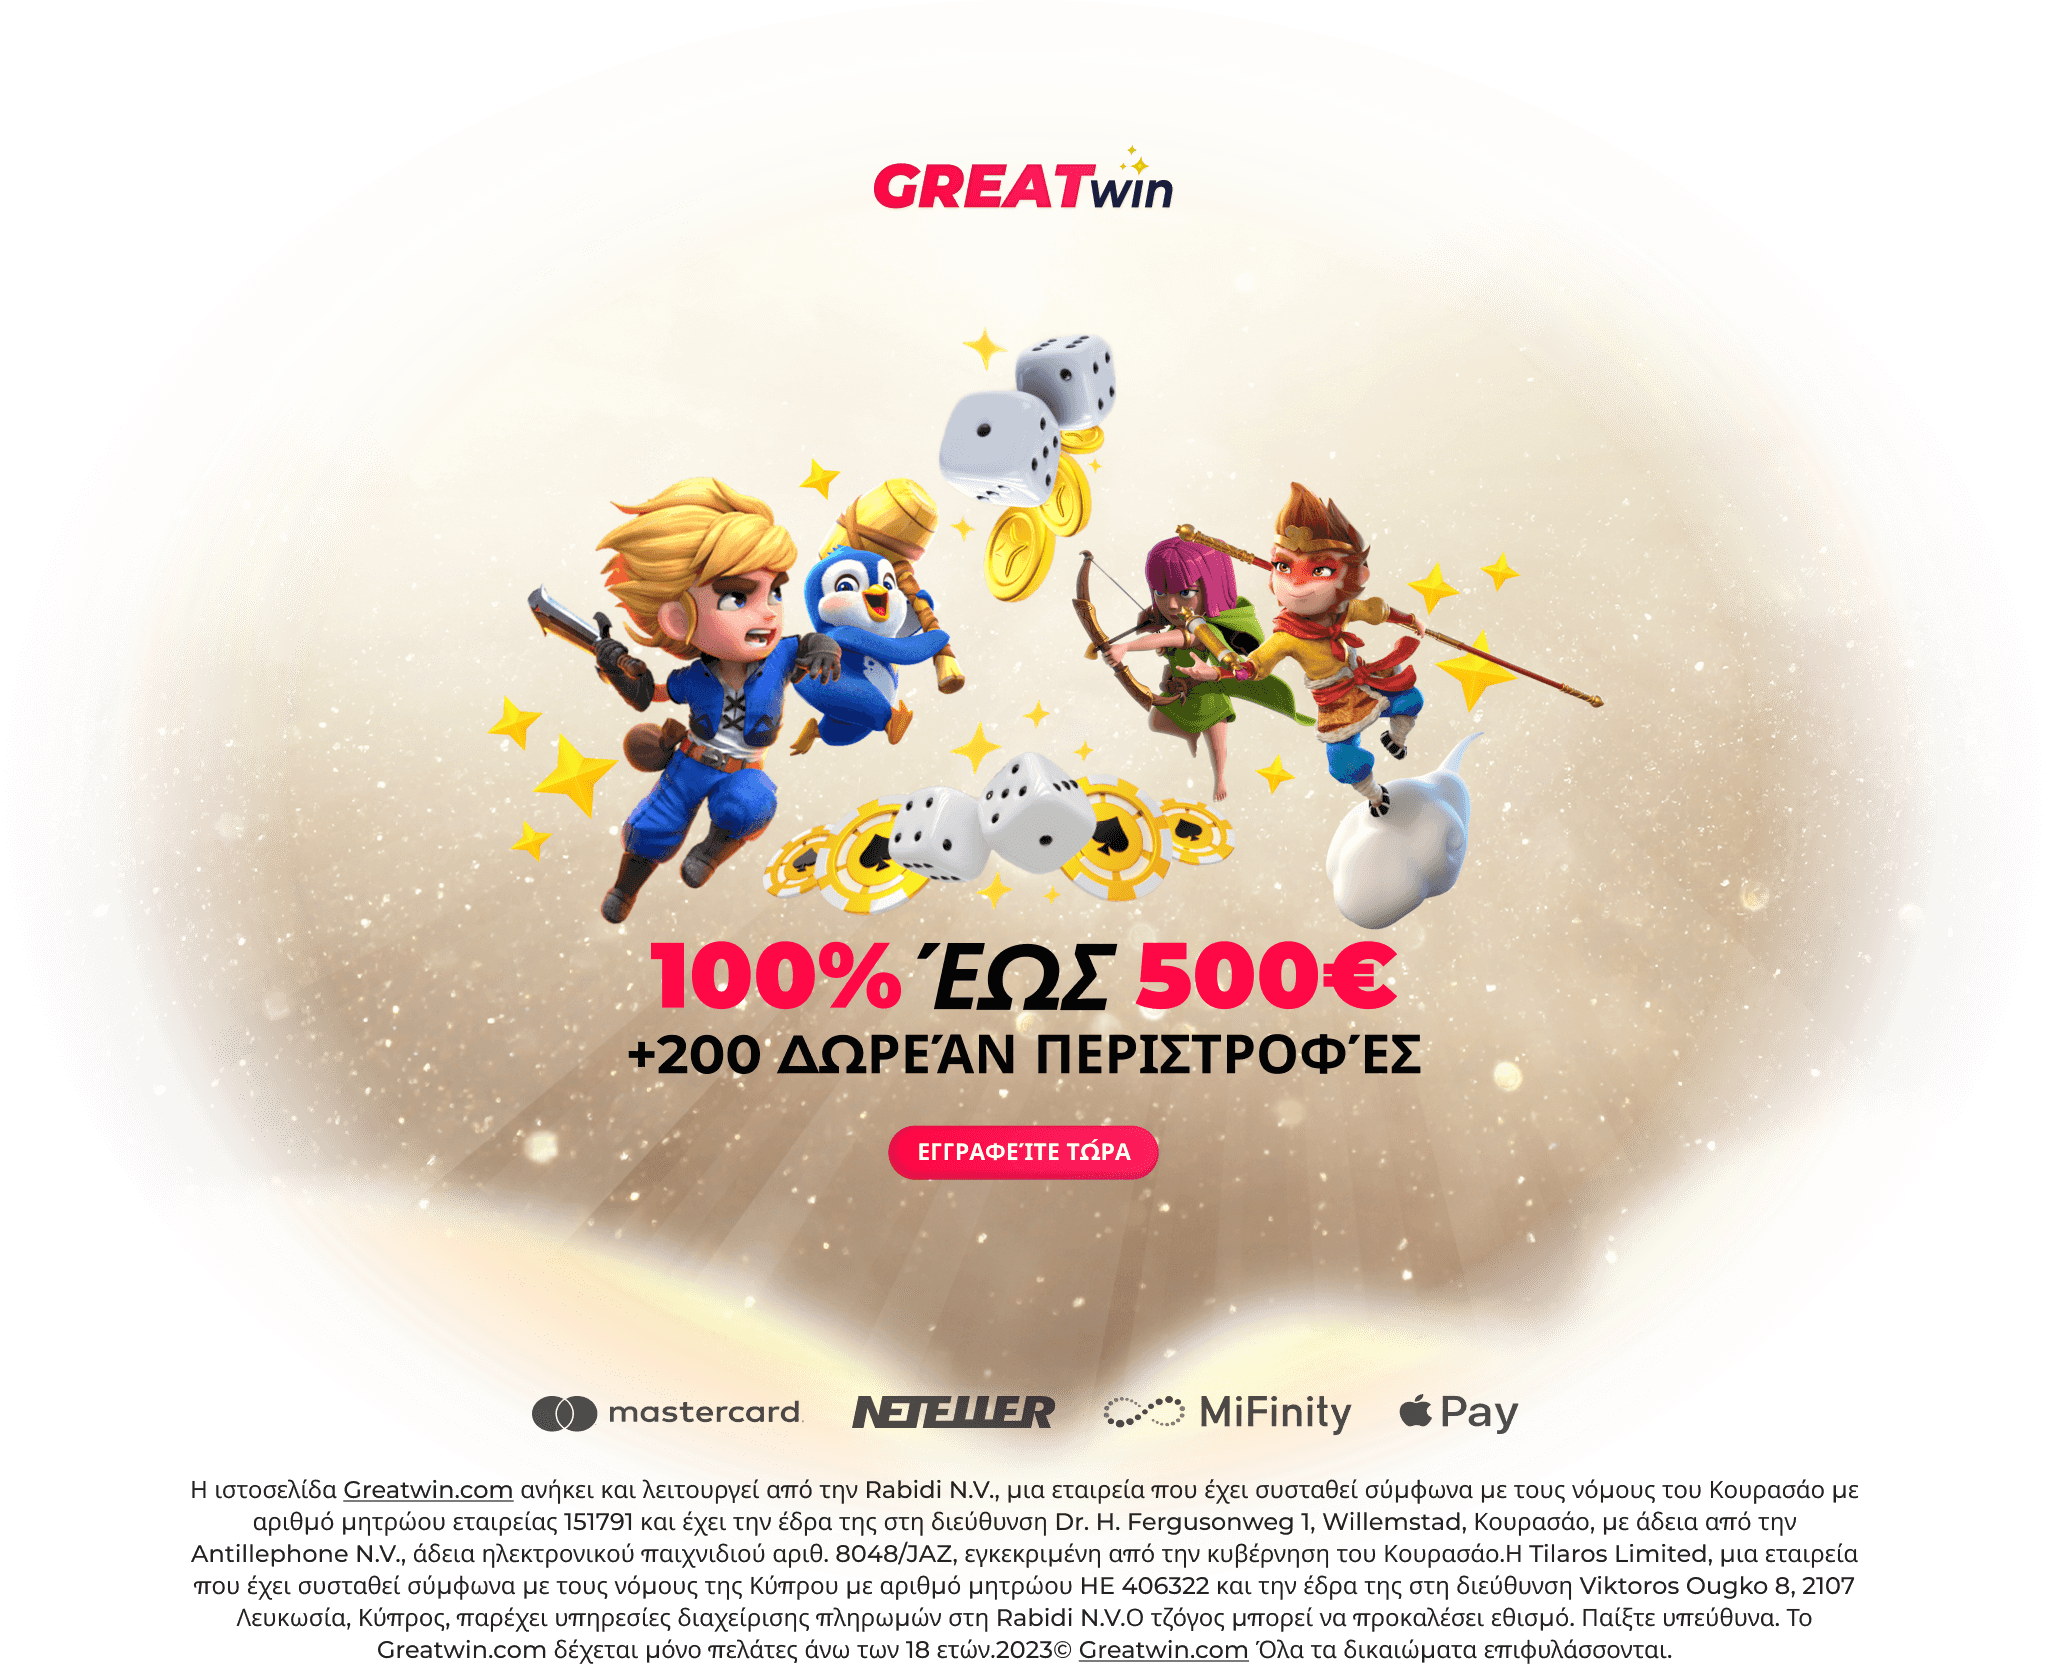 GREATwin
100% ΈΩΣ 500€
+200 ΔΩΡΕΆΝ ΠΕΡΙΣΤΡΟΦΈΣ
ΕΓΓΡΑΦΕΊΤΕ ΤΏΡΑ
mastercard NETELLER MiFinity Pay
Η ιστοσελίδα Greatwin.com ανήκει και λειτουργεί από την Rabidi N.V., μια εταιρεία που έχει συσταθεί σύμφωνα με τους νόμους του Κουρασάο με
αριθμό μητρώου εταιρείας 151791 και έχει την έδρα της στη διεύθυνση Dr. H. Fergusonweg 1, Willemstad, Κουρασάο, με άδεια από την
Antillephone N.V., άδεια ηλεκτρονικού παιχνιδιού αριθ. 8048/JAZ, εγκεκριμένη από την κυβέρνηση του Κουρασάο.Η Tilaros Limited, μια εταιρεία
που έχει συσταθεί σύμφωνα με τους νόμους της Κύπρου με αριθμό μητρώου HE 406322 και την έδρα της στη διεύθυνση Viktoros Ougko 8, 2107
Λευκωσία, Κύπρος, παρέχει υπηρεσίες διαχείρισης πληρωμών στη Rabidi N.V.Ο τζόγος μπορεί να προκαλέσει εθισμό. Παίξτε υπεύθυνα. Το
Greatwin.com δέχεται μόνο πελάτες άνω των 18 ετών.2023© Greatwin.com Όλα τα δικαιώματα επιφυλάσσονται.